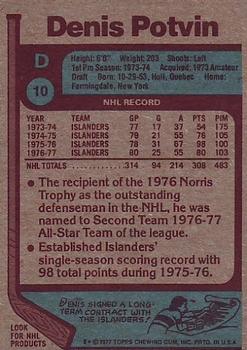 Denis Potvin
D
10
Height: 6'0" Weight: 203 Shoots: Left
1st Pro Season: 1973-74 Acquired: 1973 Amateur
Draft Born: 10-29-53, Hull, Quebec Home:
Farmingdale, New York
NHL RECORD
YEAR TEAM GP G A PTS PIM
1973-74 ISLANDERS 77 17 37 54 175
1974-75 ISLANDERS 79 21 55 76 105
1975-76 ISLANDERS 78 31 67 98 100
1976-77 ISLANDERS 80 25 55 80 103
NHL TOTALS 314 94 214 308 483
● The recipient of the 1976 Norris
Trophy as the outstanding
defenseman in the NHL, he was
named to Second Team 1976-77
All-Star Team of the league.
● Established Islanders'
single-season scoring record with
98 total points during 1975-76.
DENIS SIGNED A LONG-
TERM CONTRACT WITH
THE ISLANDERS!
LOOK
FOR NHL
PRODUCTS
© 1977 TOPPS CHEWING GUM, INC. PRTD. IN U.S.A.